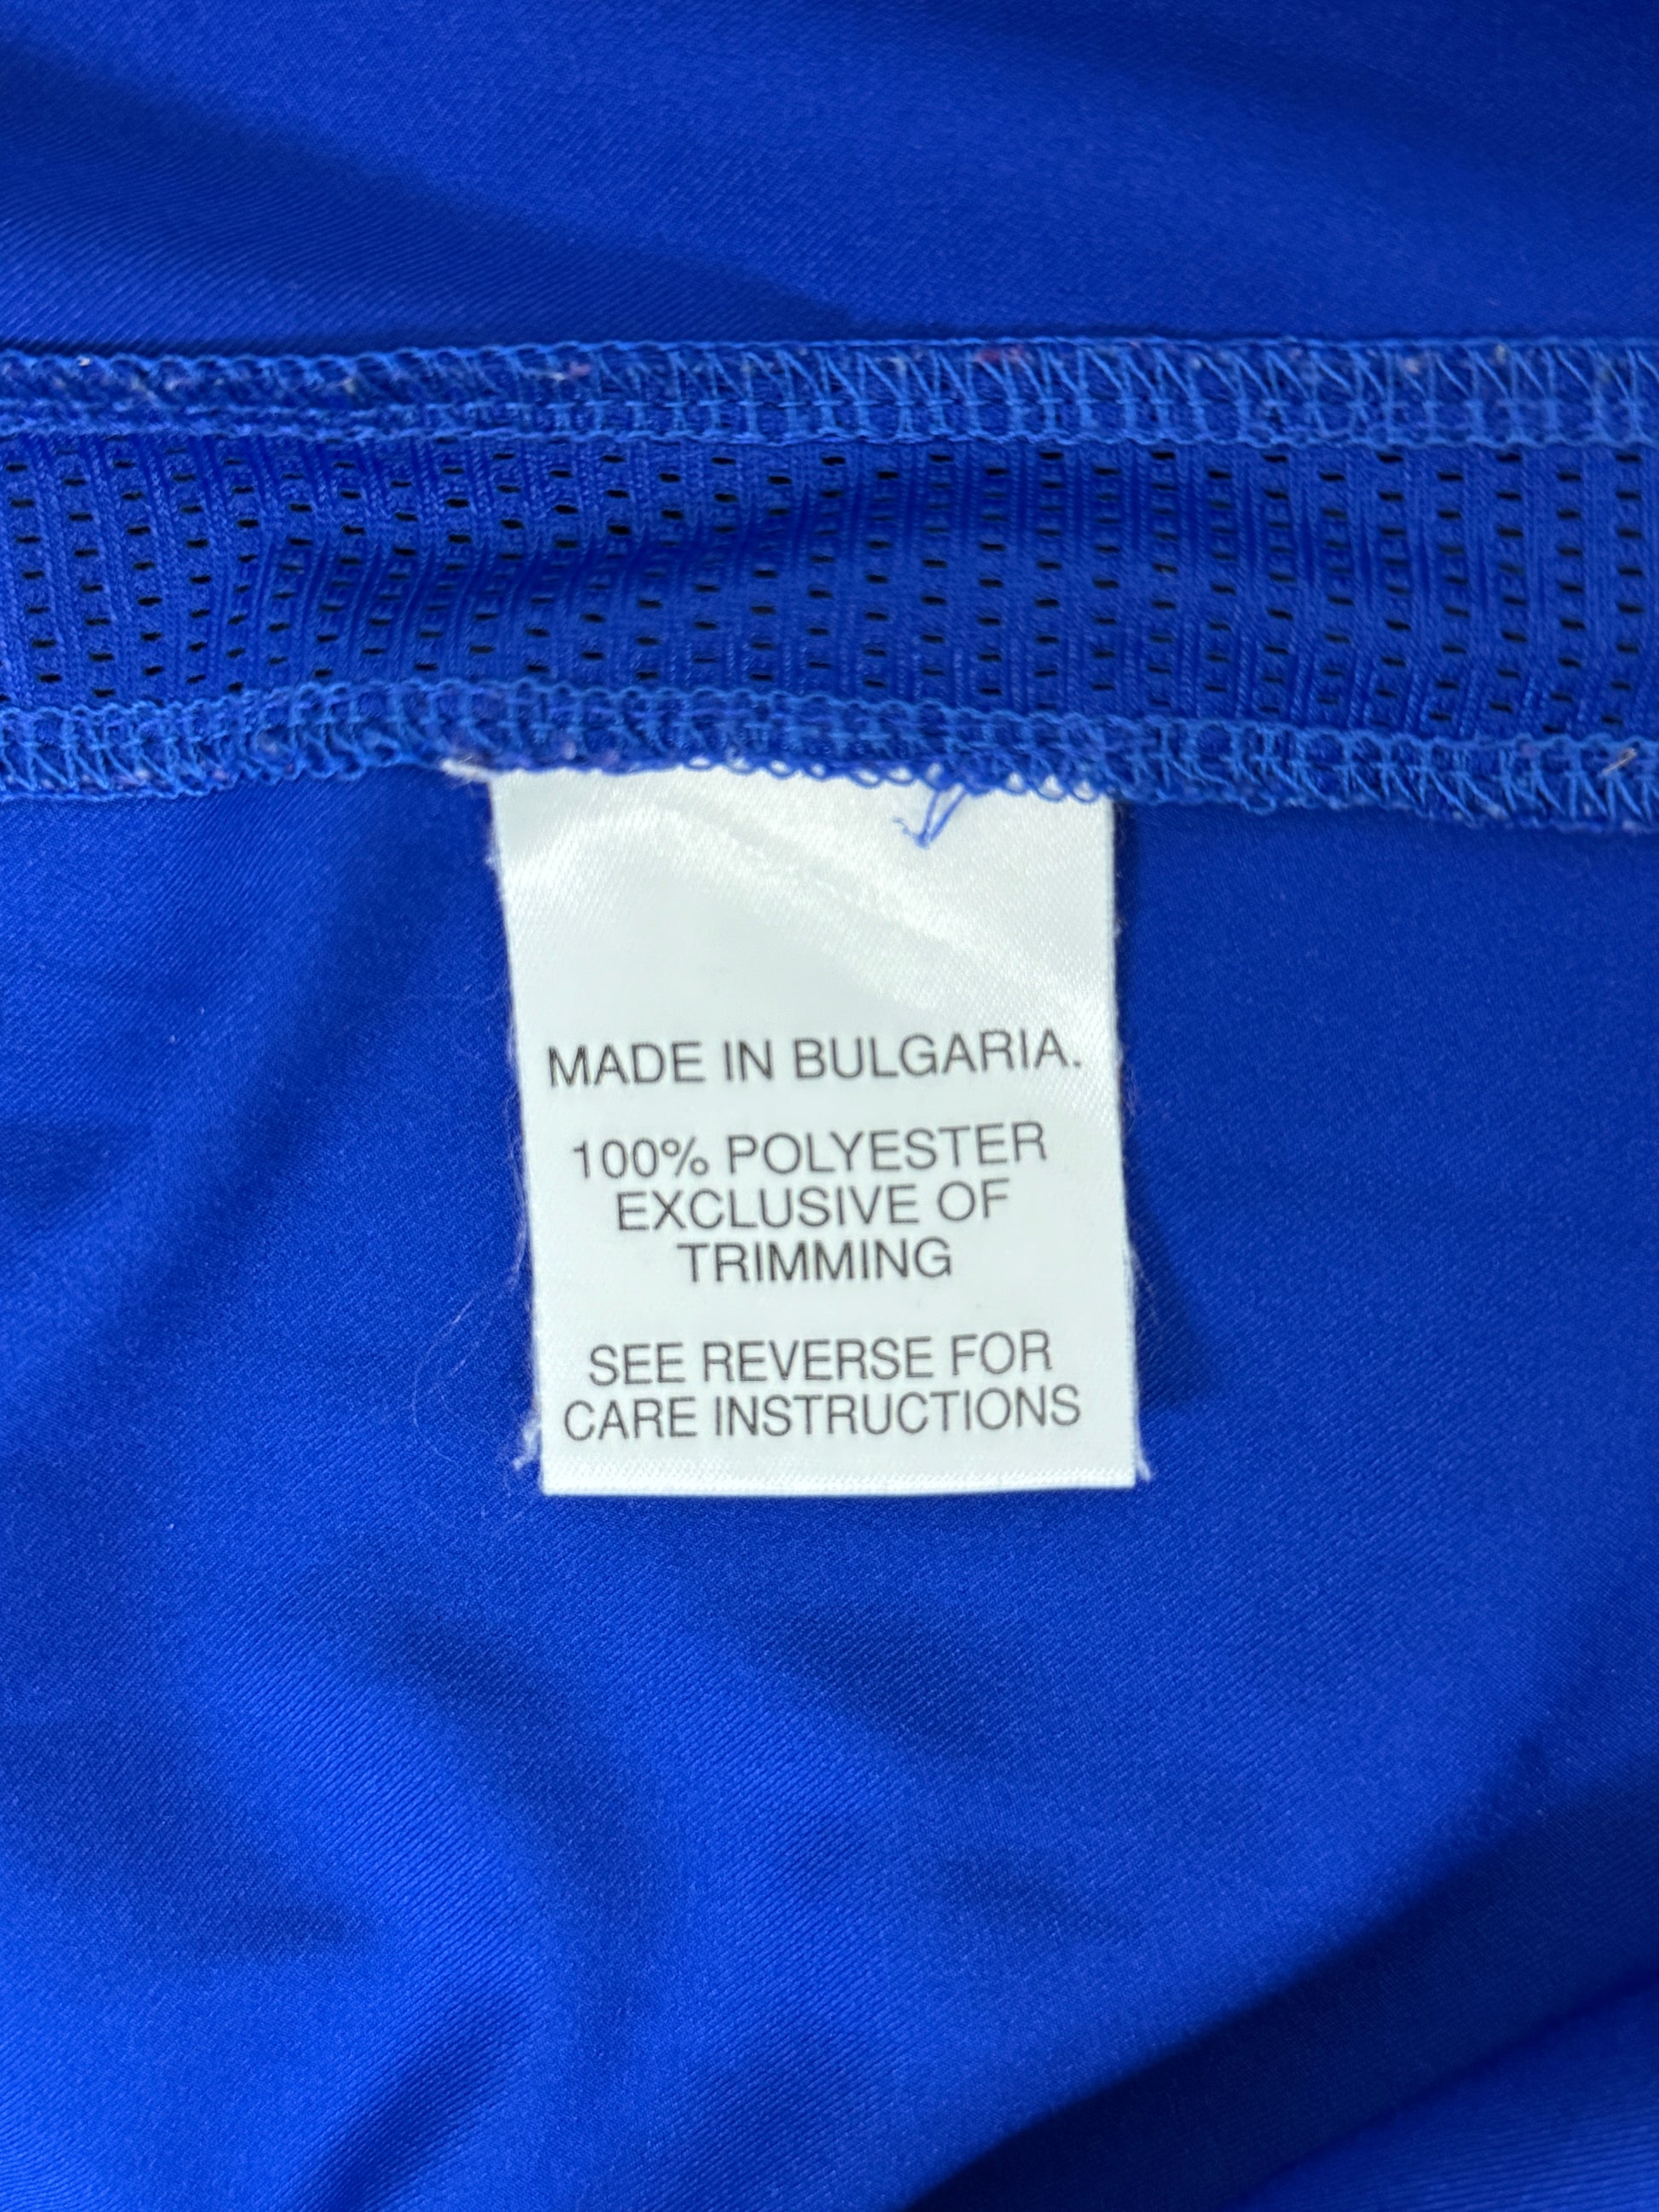 MADE IN BULGARIA.
100% POLYESTER
EXCLUSIVE OF
TRIMMING
SEE REVERSE FOR
CARE INSTRUCTIONS